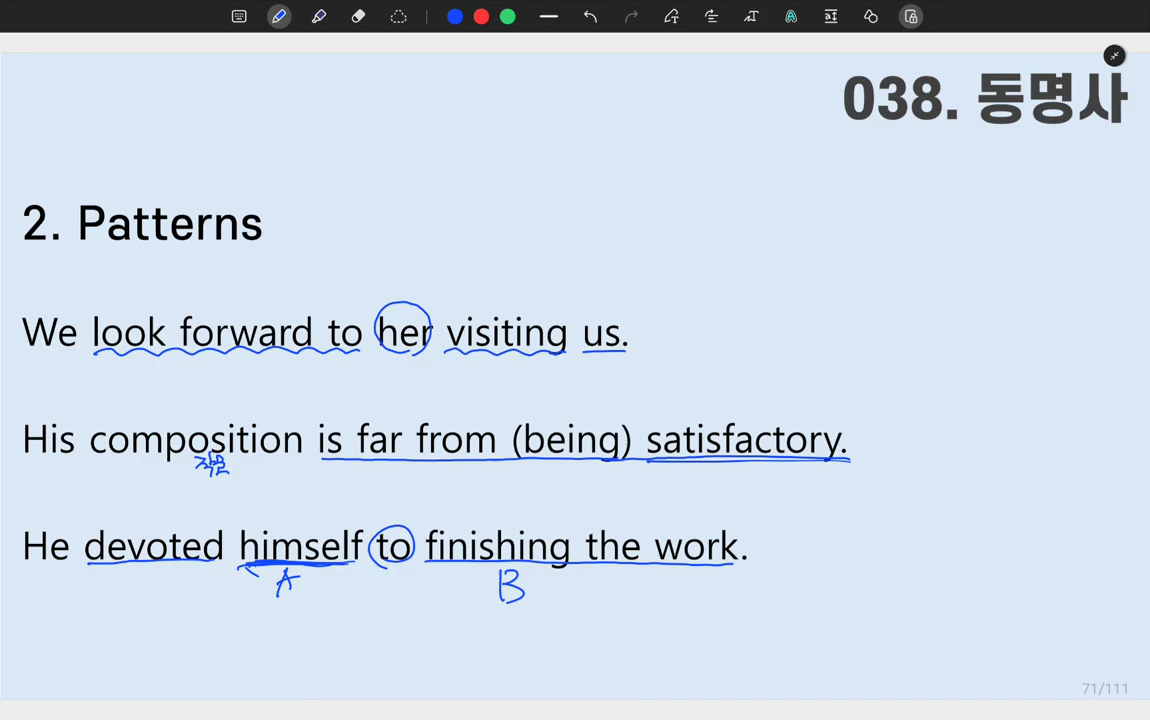 038. 동명사
2. Patterns
We look forward to her visiting us.
His composition is far from (being) satisfactory.
작문
He devoted himself to finishing the work.
A B
71/111